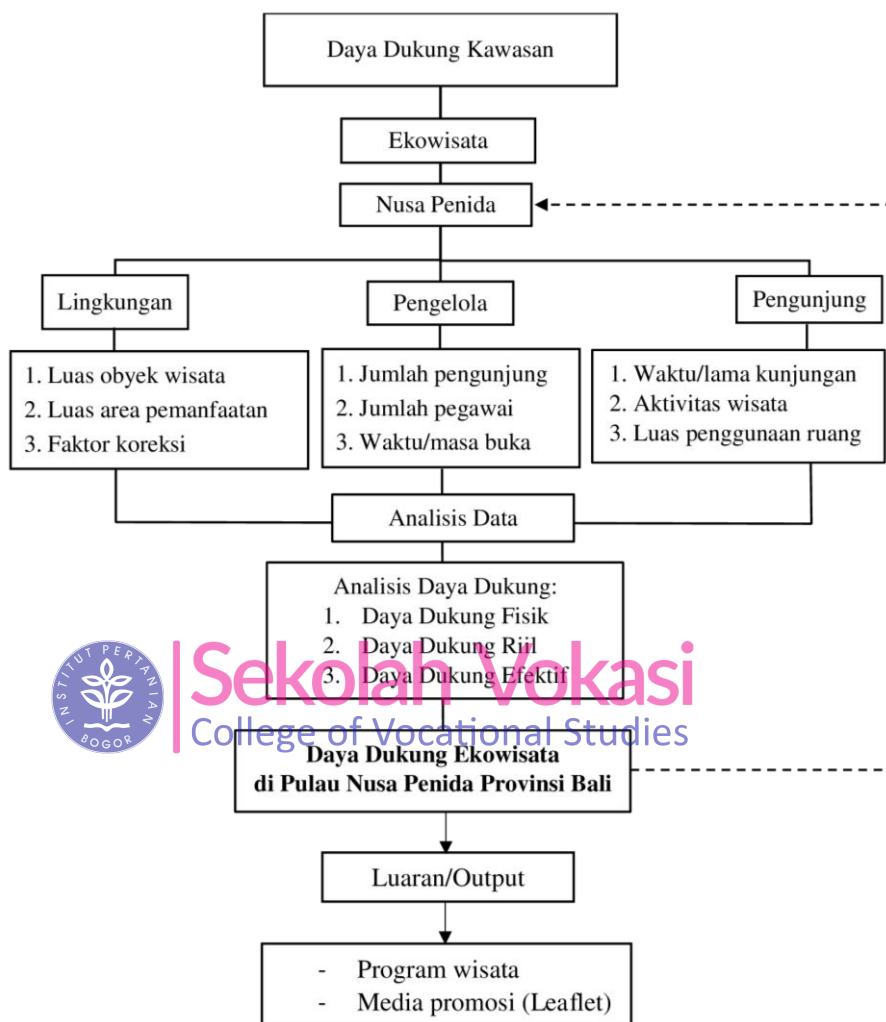 Daya Dukung Kawasan
Ekowisata
Nusa Penida
Lingkungan
Pengelola
Pengunjung
1. Luas obyek wisata
2. Luas area pemanfaatan
3. Faktor koreksi
1. Jumlah pengunjung
2. Jumlah pegawai
3. Waktu/masa buka
1. Waktu/lama kunjungan
2. Aktivitas wisata
3. Luas penggunaan ruang
Analisis Data
Analisis Daya Dukung:
1. Daya Dukung Fisik
2. Daya Dukung Riil
3. Daya Dukung Efektif
INSTITUT PERTANIAN
BOGOR
Sekolah Vokasi
College of Vocational Studies
Daya Dukung Ekowisata
di Pulau Nusa Penida Provinsi Bali
Luaran/Output
- Program wisata
- Media promosi (Leaflet)